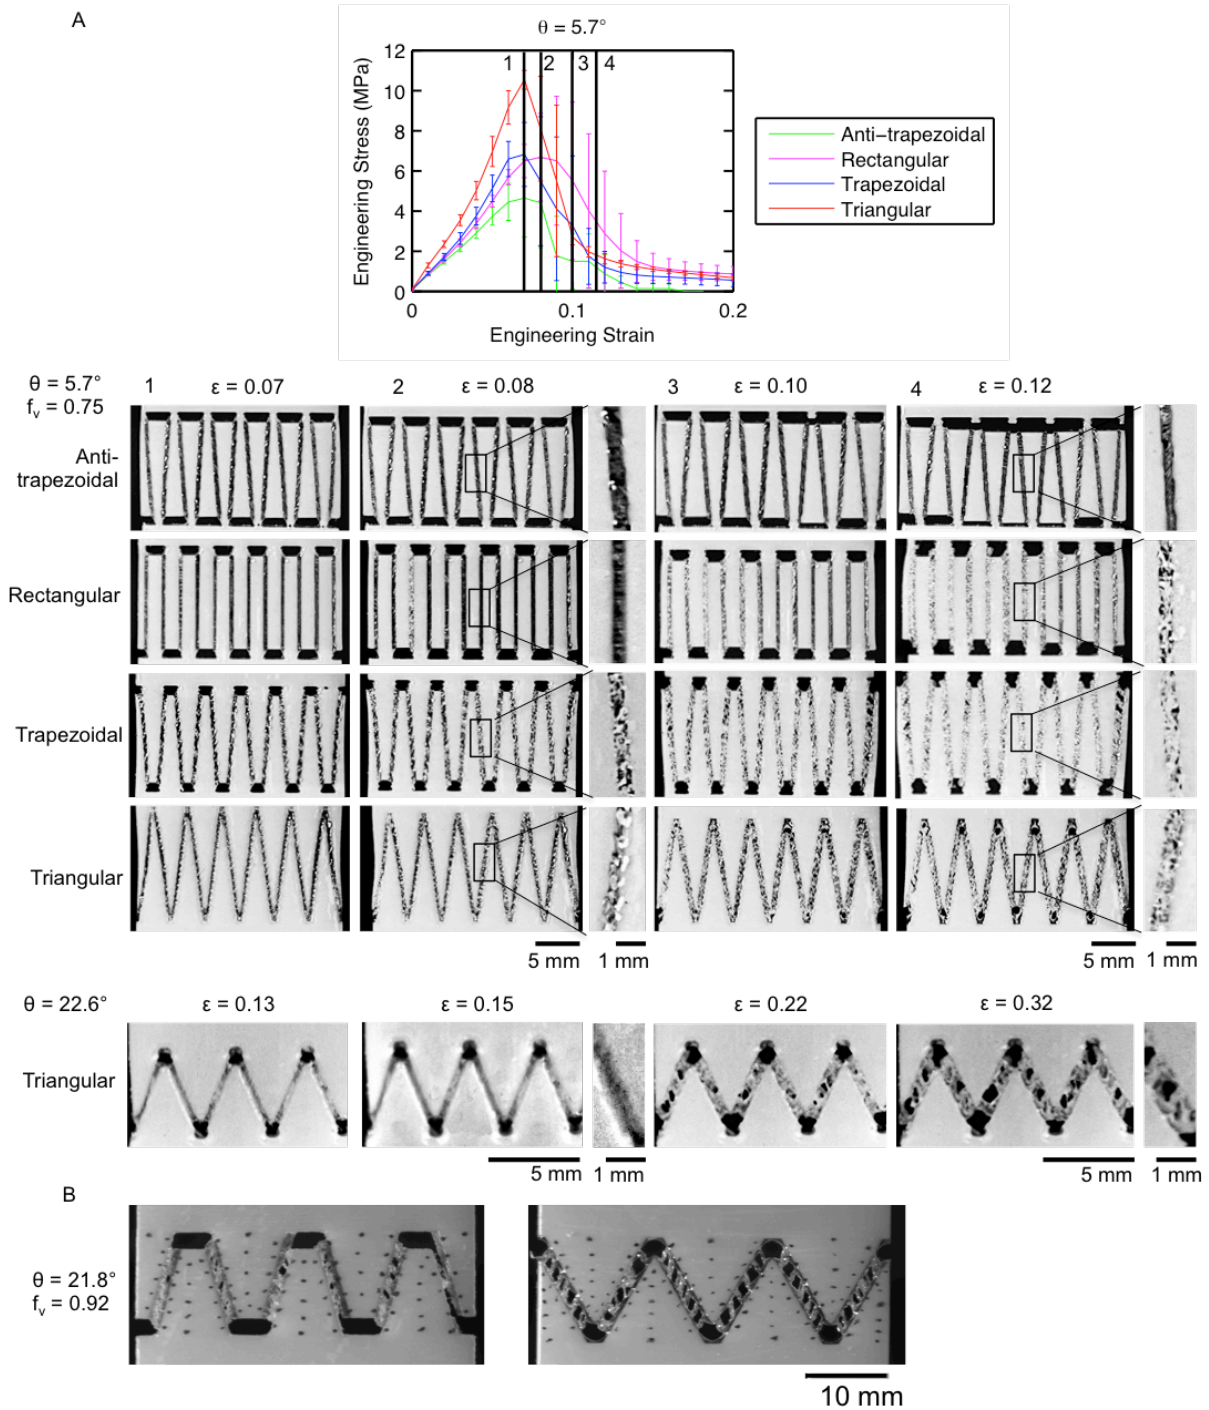 A
θ = 5.7°
12
10
8
6
4
2
0
Engineering Stress (MPa)
1
2
3
4
0
0.1
0.2
Engineering Strain
Anti-trapezoidal
Rectangular
Trapezoidal
Triangular
θ = 5.7°
fv = 0.75
1 ε = 0.07
2 ε = 0.08
3 ε = 0.10
4 ε = 0.12
Anti-
trapezoidal
Rectangular
Trapezoidal
Triangular
5 mm 1 mm 5 mm 1 mm
θ = 22.6° ε = 0.13 ε = 0.15 ε = 0.22 ε = 0.32
Triangular
5 mm 1 mm 5 mm 1 mm
B
θ = 21.8°
fv = 0.92
10 mm